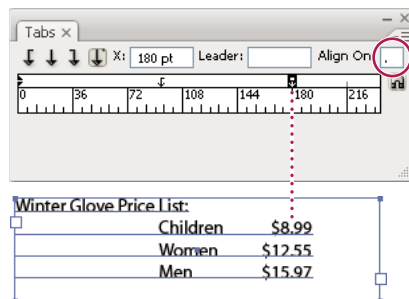 Tabs ×
X: 180 pt Leader: Align On: .
0 36 72 108 144 180 216
Winter Glove Price List:
Children $8.99
Women $12.55
Men $15.97